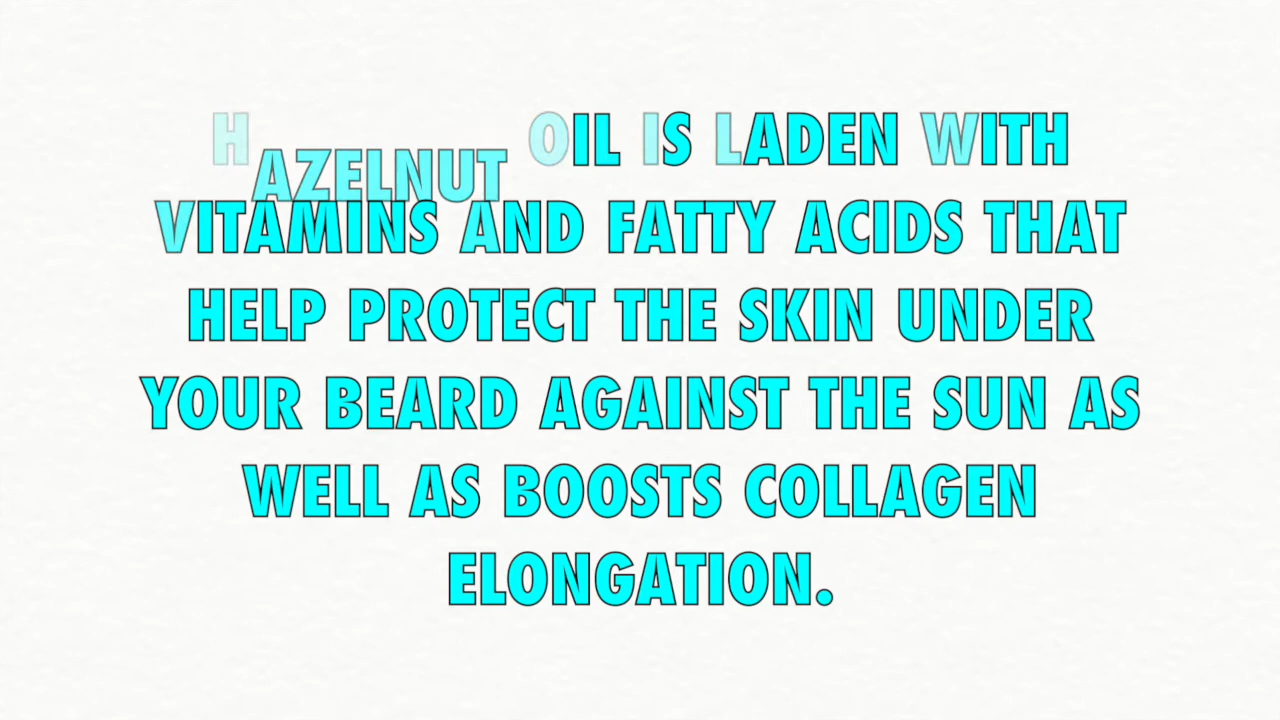 HAZELNUT OIL IS LADEN WITH
VITAMINS AND FATTY ACIDS THAT
HELP PROTECT THE SKIN UNDER
YOUR BEARD AGAINST THE SUN AS
WELL AS BOOSTS COLLAGEN
ELONGATION.